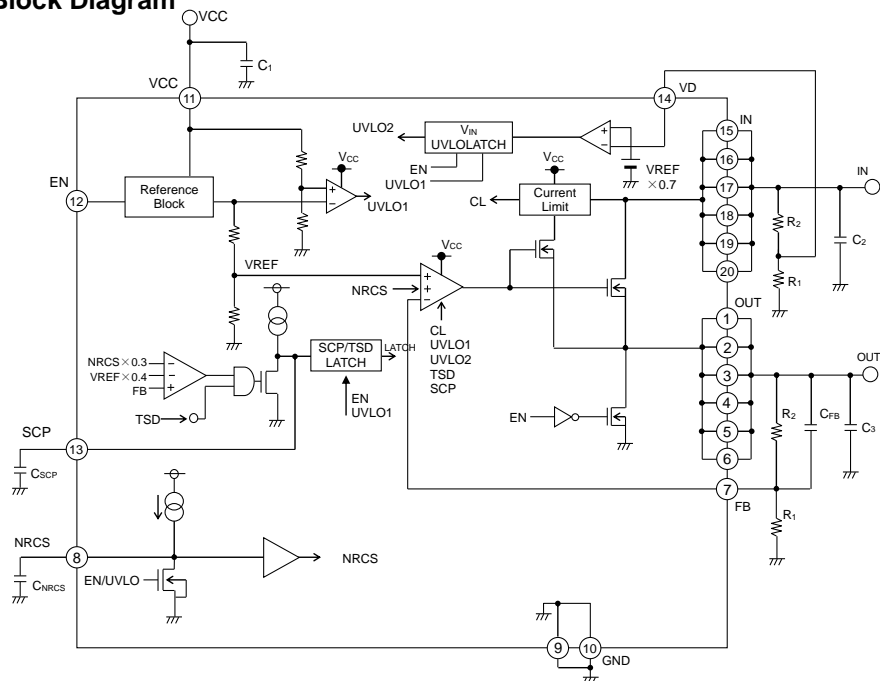 Block Diagram
VCC
C1
VCC
11
14
VD
UVLO2
VIN
UVLOLATCH
EN
UVLO1
VREF
×0.7
15
IN
16
17
18
19
20
IN
R2
R1
C2
EN
12
Reference
Block
VCC
UVLO1
VCC
CL
Current
Limit
VREF
NRCS
VCC
CL
UVLO1
UVLO2
TSD
SCP
OUT
1
2
3
4
5
6
7
FB
OUT
R2
CFB
C3
R1
NRCS×0.3
VREF×0.4
FB
TSD
SCP/TSD
LATCH
LATCH
EN
UVLO1
EN
SCP
13
CSCP
NRCS
8
CNRCS
EN/UVLO
NRCS
9
10
GND